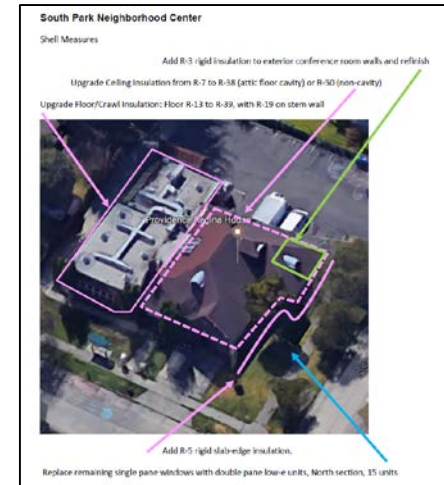 South Park Neighborhood Center
Shell Measures
Add R-3 rigid insulation to exterior conference room walls and refinish
Upgrade Ceiling insulation from R-7 to R-38 (attic floor cavity) or R-50 (non-cavity)
Upgrade Floor/Crawl Insulation: Floor R-13 to R-39, with R-19 on stem wall
Providence Regina House
Add R-5 rigid slab-edge insulation.
Replace remaining single pane windows with double pane low-e units, North section, 15 units